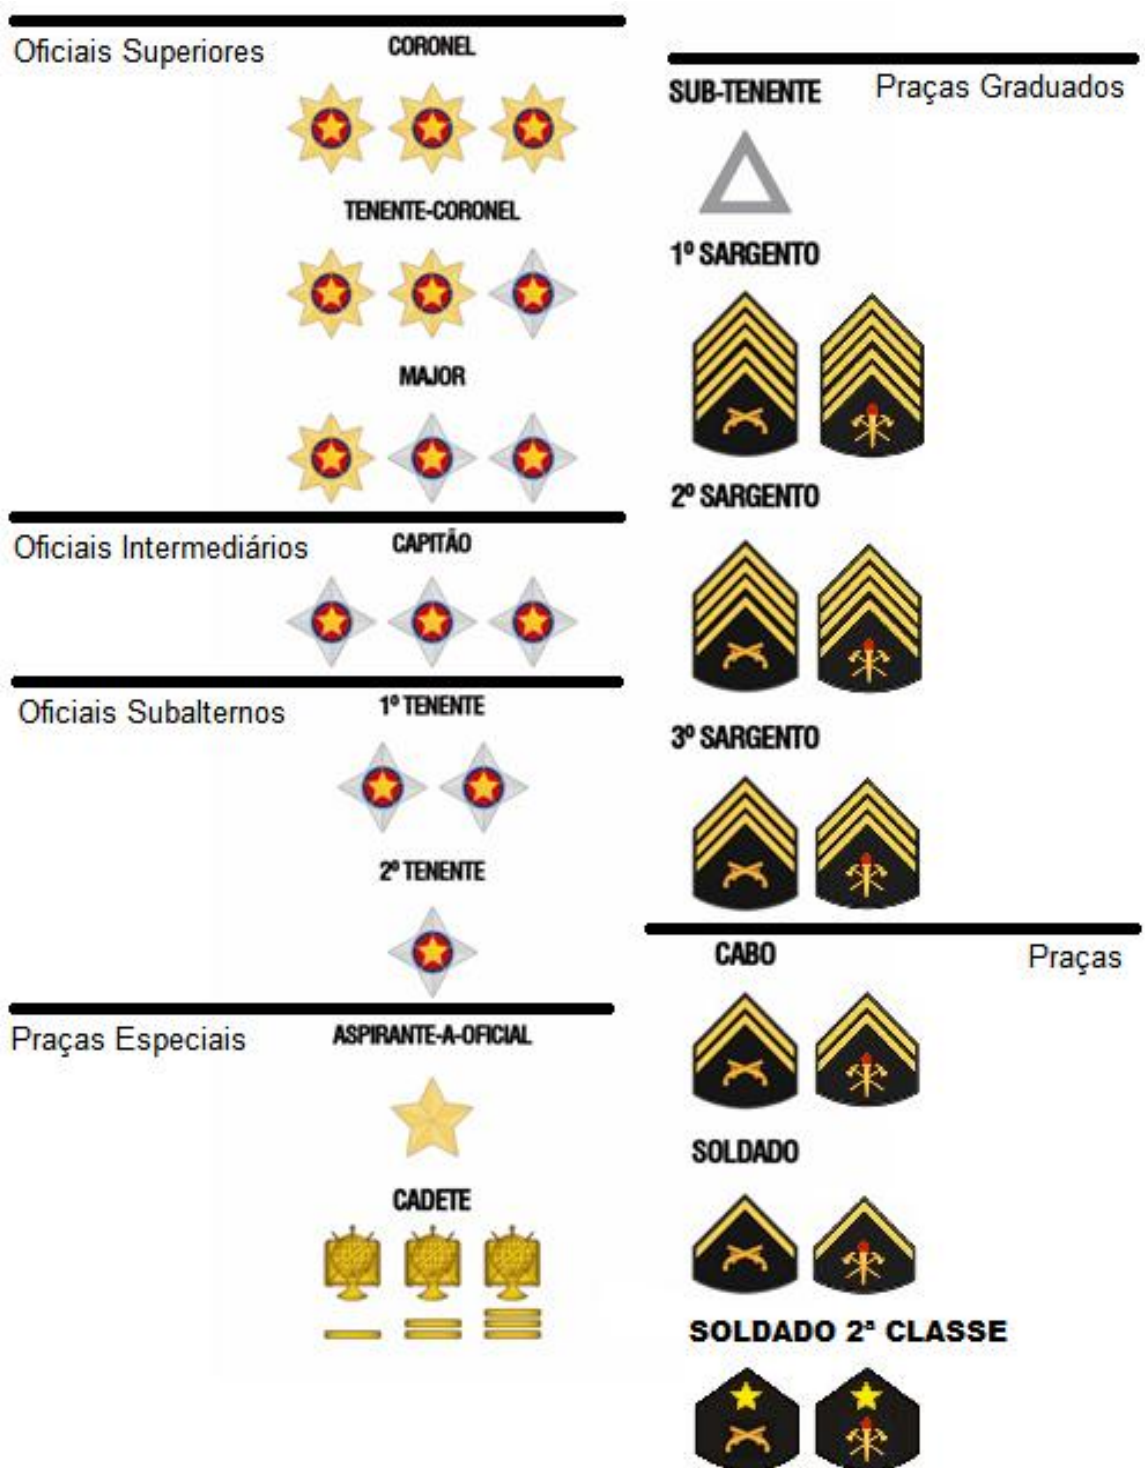 Oficiais Superiores
CORONEL
TENENTE-CORONEL
MAJOR
Oficiais Intermediários
CAPITÃO
Oficiais Subalternos
1º TENENTE
2º TENENTE
Praças Especiais
ASPIRANTE-A-OFICIAL
CADETE
SUB-TENENTE
Praças Graduados
1º SARGENTO
2º SARGENTO
3º SARGENTO
CABO
Praças
SOLDADO
SOLDADO 2ª CLASSE